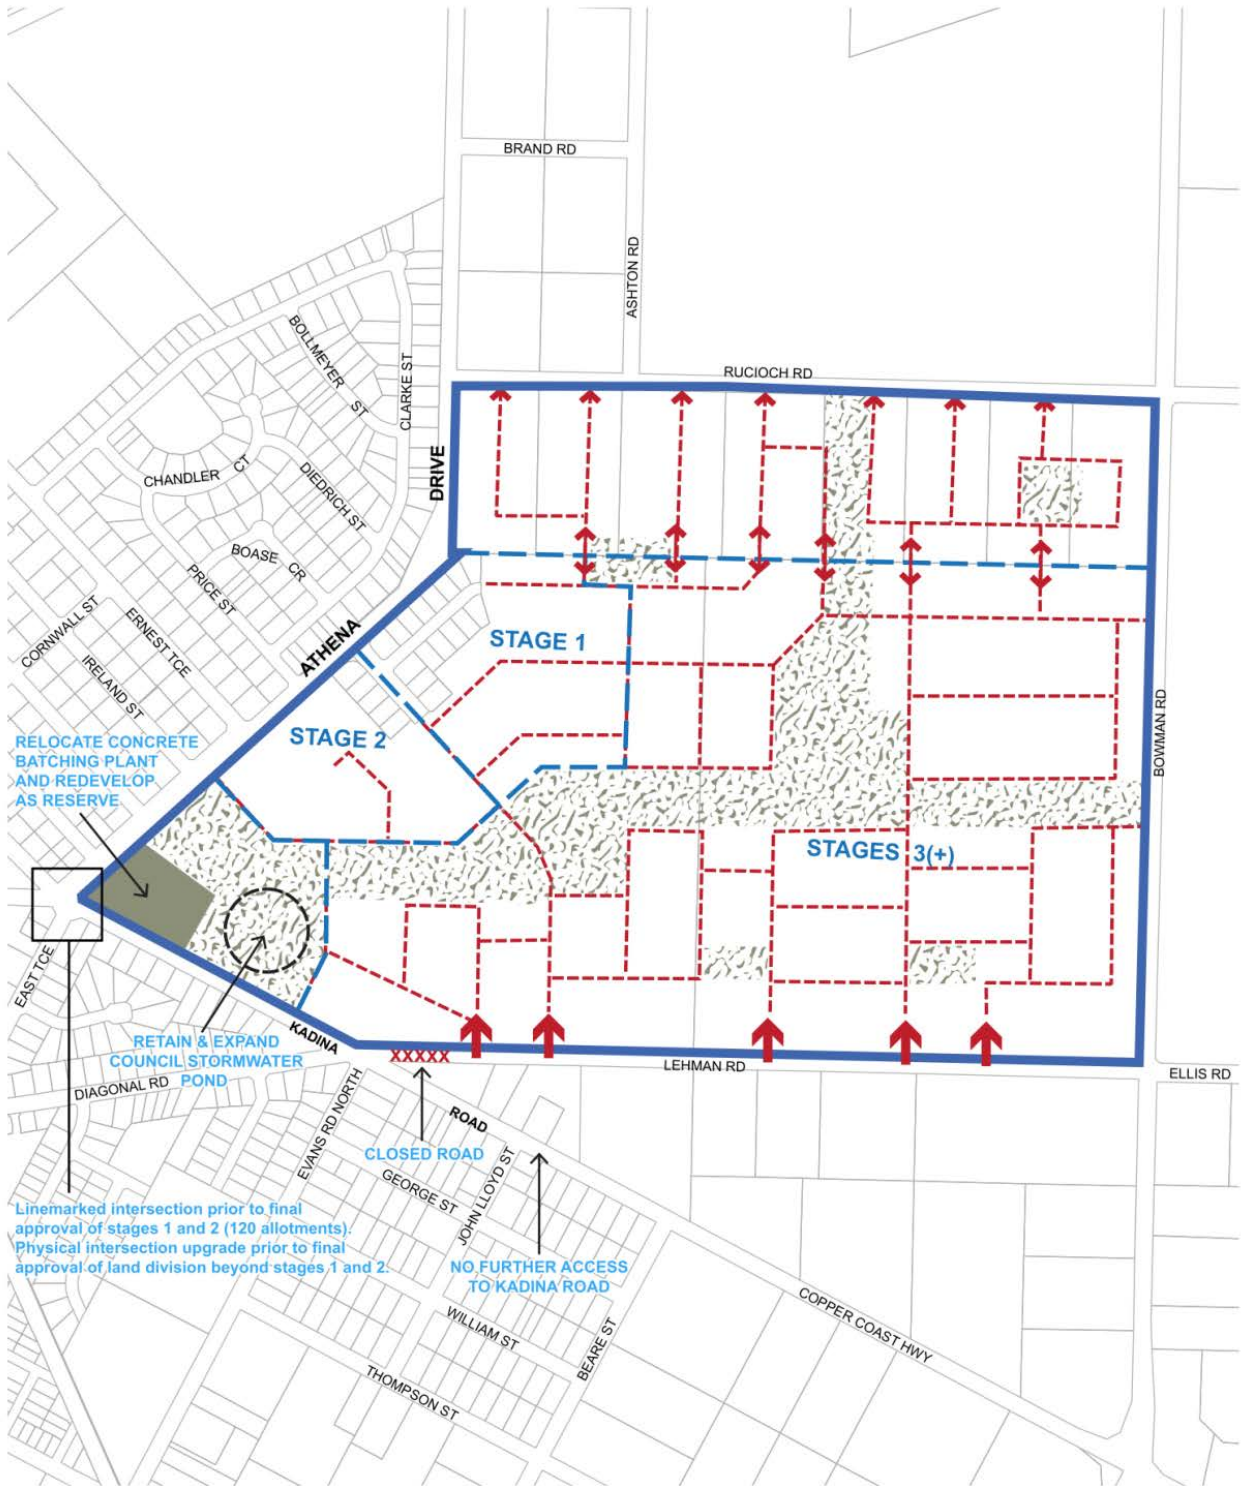 BRAND RD
ASHTON RD
RUCIOCH RD
BOLLMEYER
ST
CLARKE ST
DRIVE
CHANDLER
CT
DIEDRICH ST
BOASE
CR
PRICE ST
CORNWALL ST
ERNEST TCE
IRELAND ST
ATHENA
STAGE 1
STAGE 2
BOWMAN RD
RELOCATE CONCRETE
BATCHING PLANT
AND REDEVELOP
AS RESERVE
STAGES 3(+)
EAST TCE
KADINA
RETAIN & EXPAND
COUNCIL STORMWATER
POND
XXXXX
LEHMAN RD
ELLIS RD
DIAGONAL RD
EVANS RD NORTH
ROAD
CLOSED ROAD
GEORGE ST
JOHN LLOYD ST
Linemarked intersection prior to final
approval of stages 1 and 2 (120 allotments).
Physical intersection upgrade prior to final
approval of land division beyond stages 1 and 2.
NO FURTHER ACCESS
TO KADINA ROAD
WILLIAM ST
BEARE ST
COPPER COAST HWY
THOMPSON ST